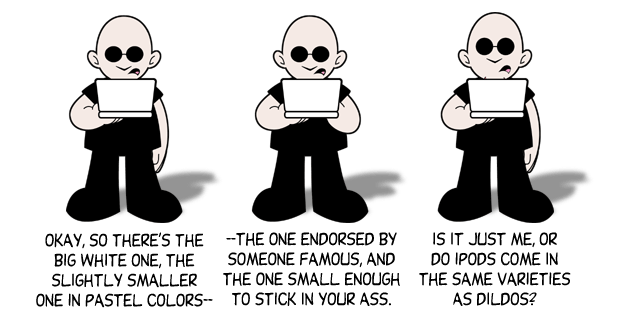 OKAY, SO THERE'S THE
BIG WHITE ONE, THE
SLIGHTLY SMALLER
ONE IN PASTEL COLORS--
--THE ONE ENDORSED BY
SOMEONE FAMOUS, AND
THE ONE SMALL ENOUGH
TO STICK IN YOUR ASS.
IS IT JUST ME, OR
DO IPODS COME IN
THE SAME VARIETIES
AS DILDOS?